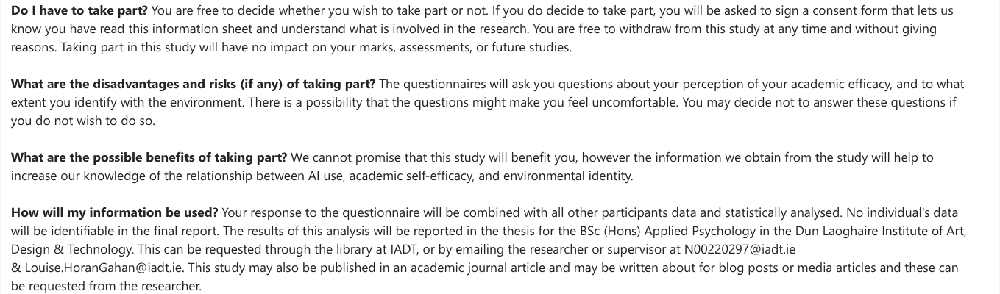 Do I have to take part? You are free to decide whether you wish to take part or not. If you do decide to take part, you will be asked to sign a consent form that lets us
know you have read this information sheet and understand what is involved in the research. You are free to withdraw from this study at any time and without giving
reasons. Taking part in this study will have no impact on your marks, assessments, or future studies.
What are the disadvantages and risks (if any) of taking part? The questionnaires will ask you questions about your perception of your academic efficacy, and to what
extent you identify with the environment. There is a possibility that the questions might make you feel uncomfortable. You may decide not to answer these questions if
you do not wish to do so.
What are the possible benefits of taking part? We cannot promise that this study will benefit you, however the information we obtain from the study will help to
increase our knowledge of the relationship between AI use, academic self-efficacy, and environmental identity.
How will my information be used? Your response to the questionnaire will be combined with all other participants data and statistically analysed. No individual's data
will be identifiable in the final report. The results of this analysis will be reported in the thesis for the BSc (Hons) Applied Psychology in the Dun Laoghaire Institute of Art,
Design & Technology. This can be requested through the library at IADT, or by emailing the researcher or supervisor at N00220297@iadt.ie
& Louise.HoranGahan@iadt.ie. This study may also be published in an academic journal article and may be written about for blog posts or media articles and these can
be requested from the researcher.